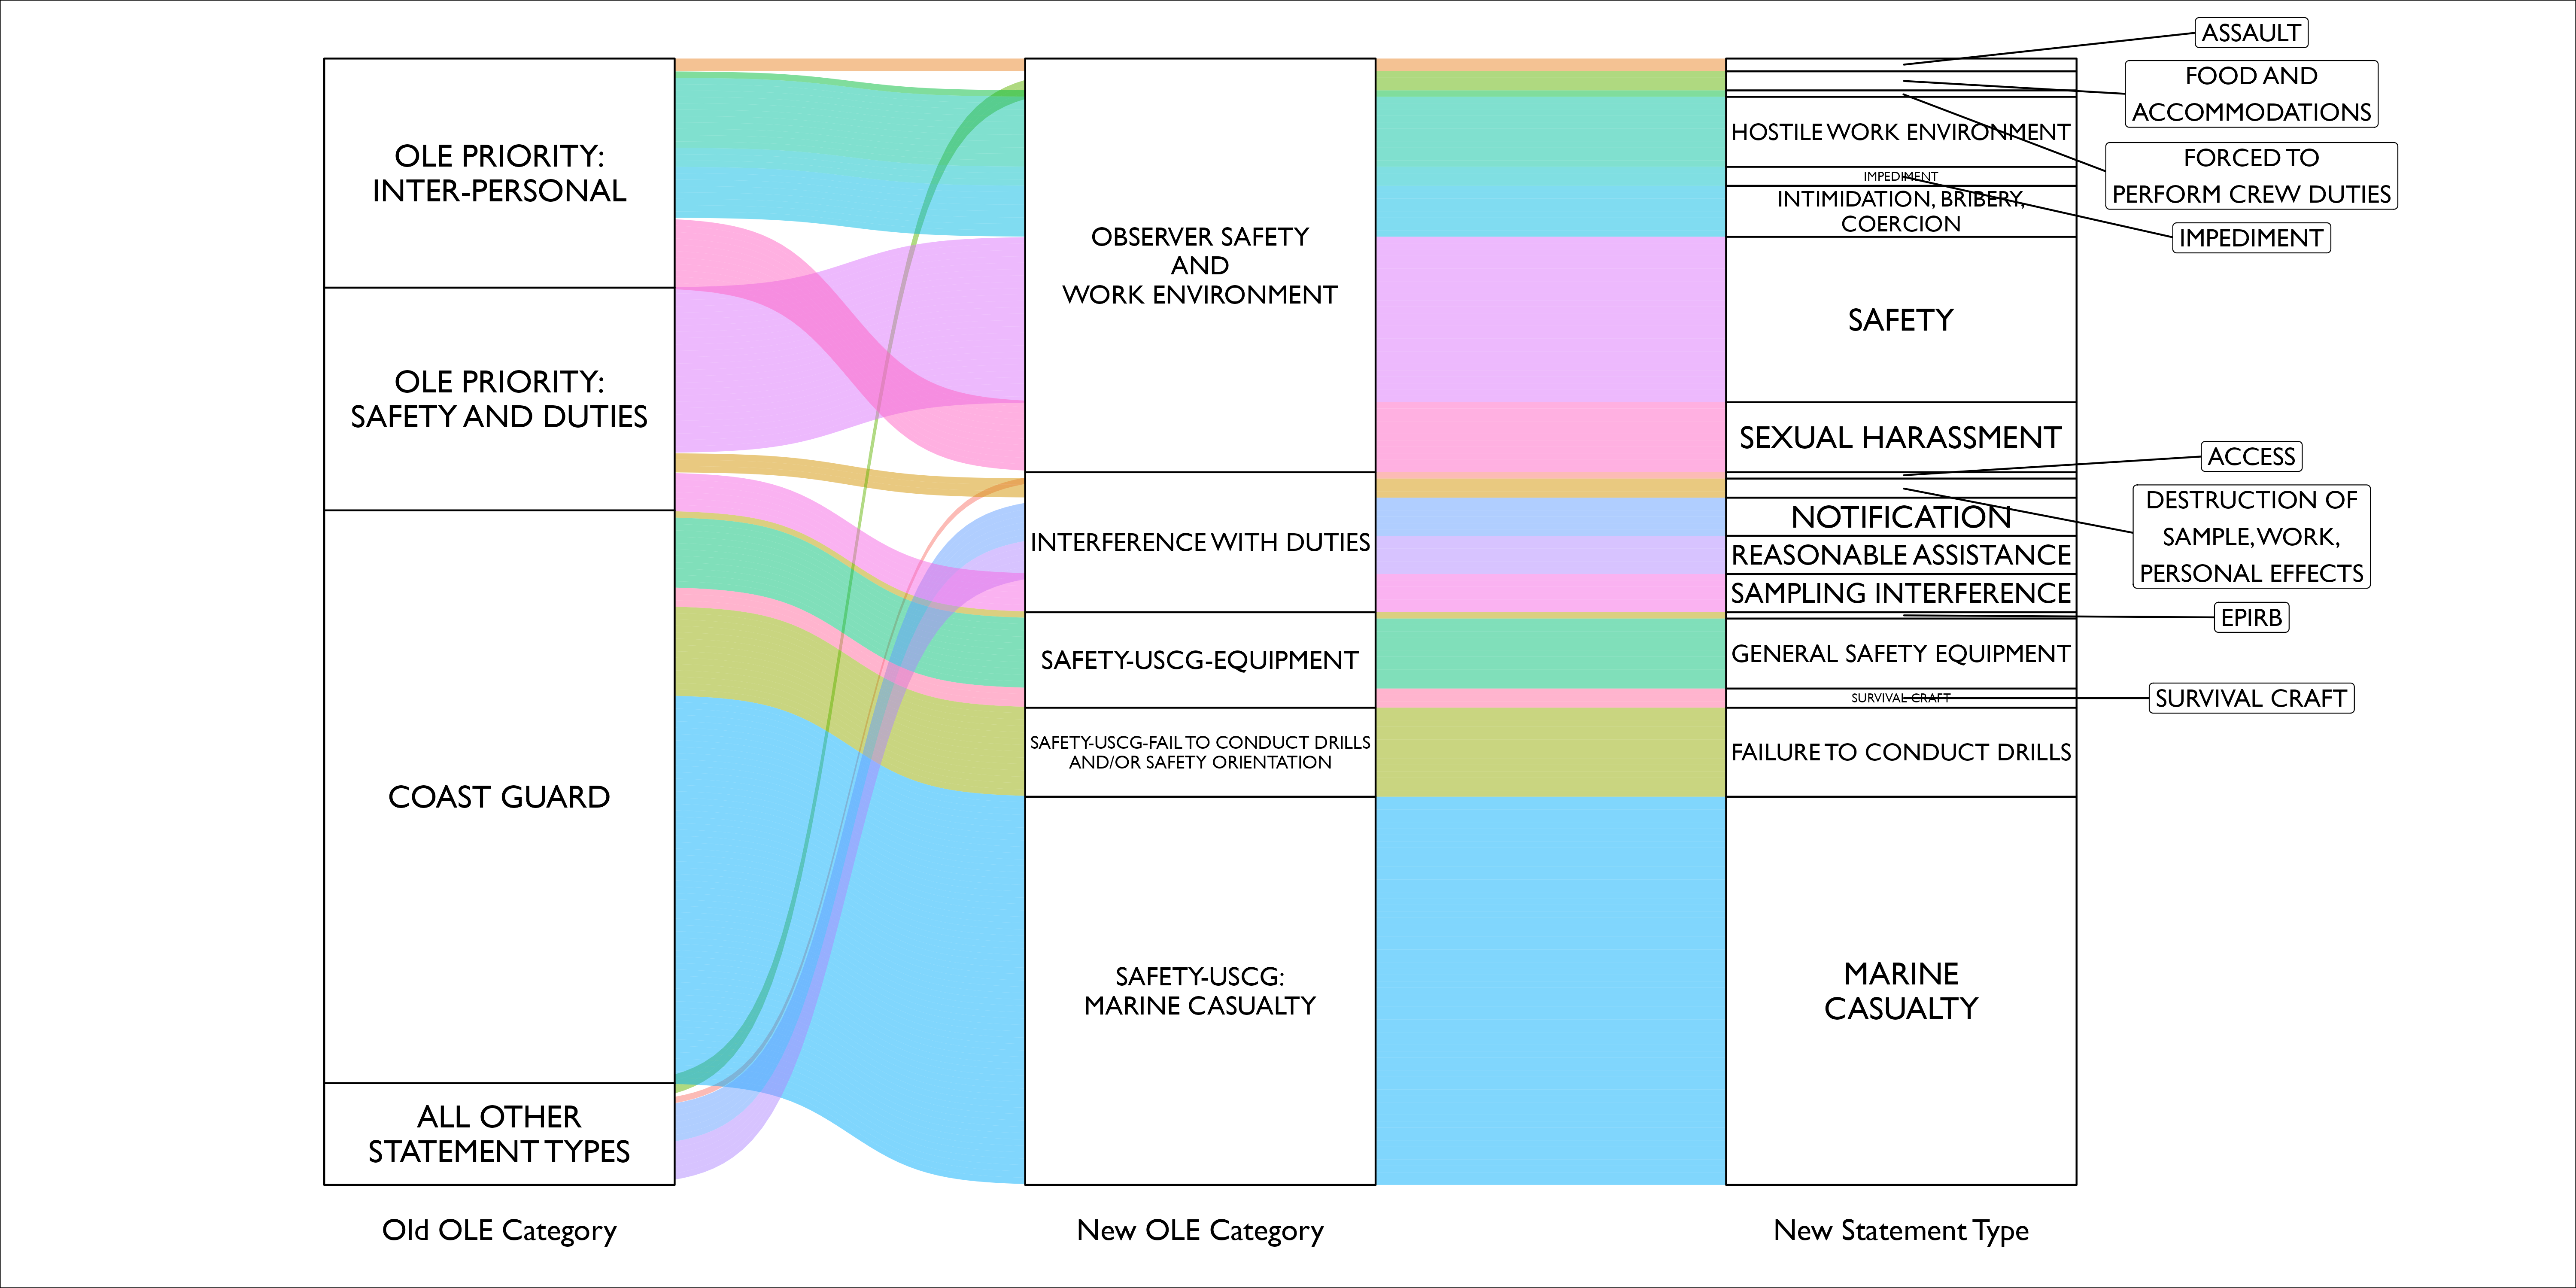 OLE PRIORITY:
INTER-PERSONAL
OLE PRIORITY:
SAFETY AND DUTIES
COAST GUARD
ALL OTHER
STATEMENT TYPES
Old OLE Category
OBSERVER SAFETY
AND
WORK ENVIRONMENT
INTERFERENCE WITH DUTIES
SAFETY-USCG-EQUIPMENT
SAFETY-USCG-FAIL TO CONDUCT DRILLS
AND/OR SAFETY ORIENTATION
SAFETY-USCG:
MARINE CASUALTY
New OLE Category
HOSTILE WORK ENVIRONMENT
IMPEDIMENT
INTIMIDATION, BRIBERY,
COERCION
SAFETY
SEXUAL HARASSMENT
NOTIFICATION
REASONABLE ASSISTANCE
SAMPLING INTERFERENCE
GENERAL SAFETY EQUIPMENT
SURVIVAL CRAFT
FAILURE TO CONDUCT DRILLS
MARINE
CASUALTY
New Statement Type
ASSAULT
FOOD AND
ACCOMMODATIONS
FORCED TO
PERFORM CREW DUTIES
IMPEDIMENT
ACCESS
DESTRUCTION OF
SAMPLE, WORK,
PERSONAL EFFECTS
EPIRB
SURVIVAL CRAFT